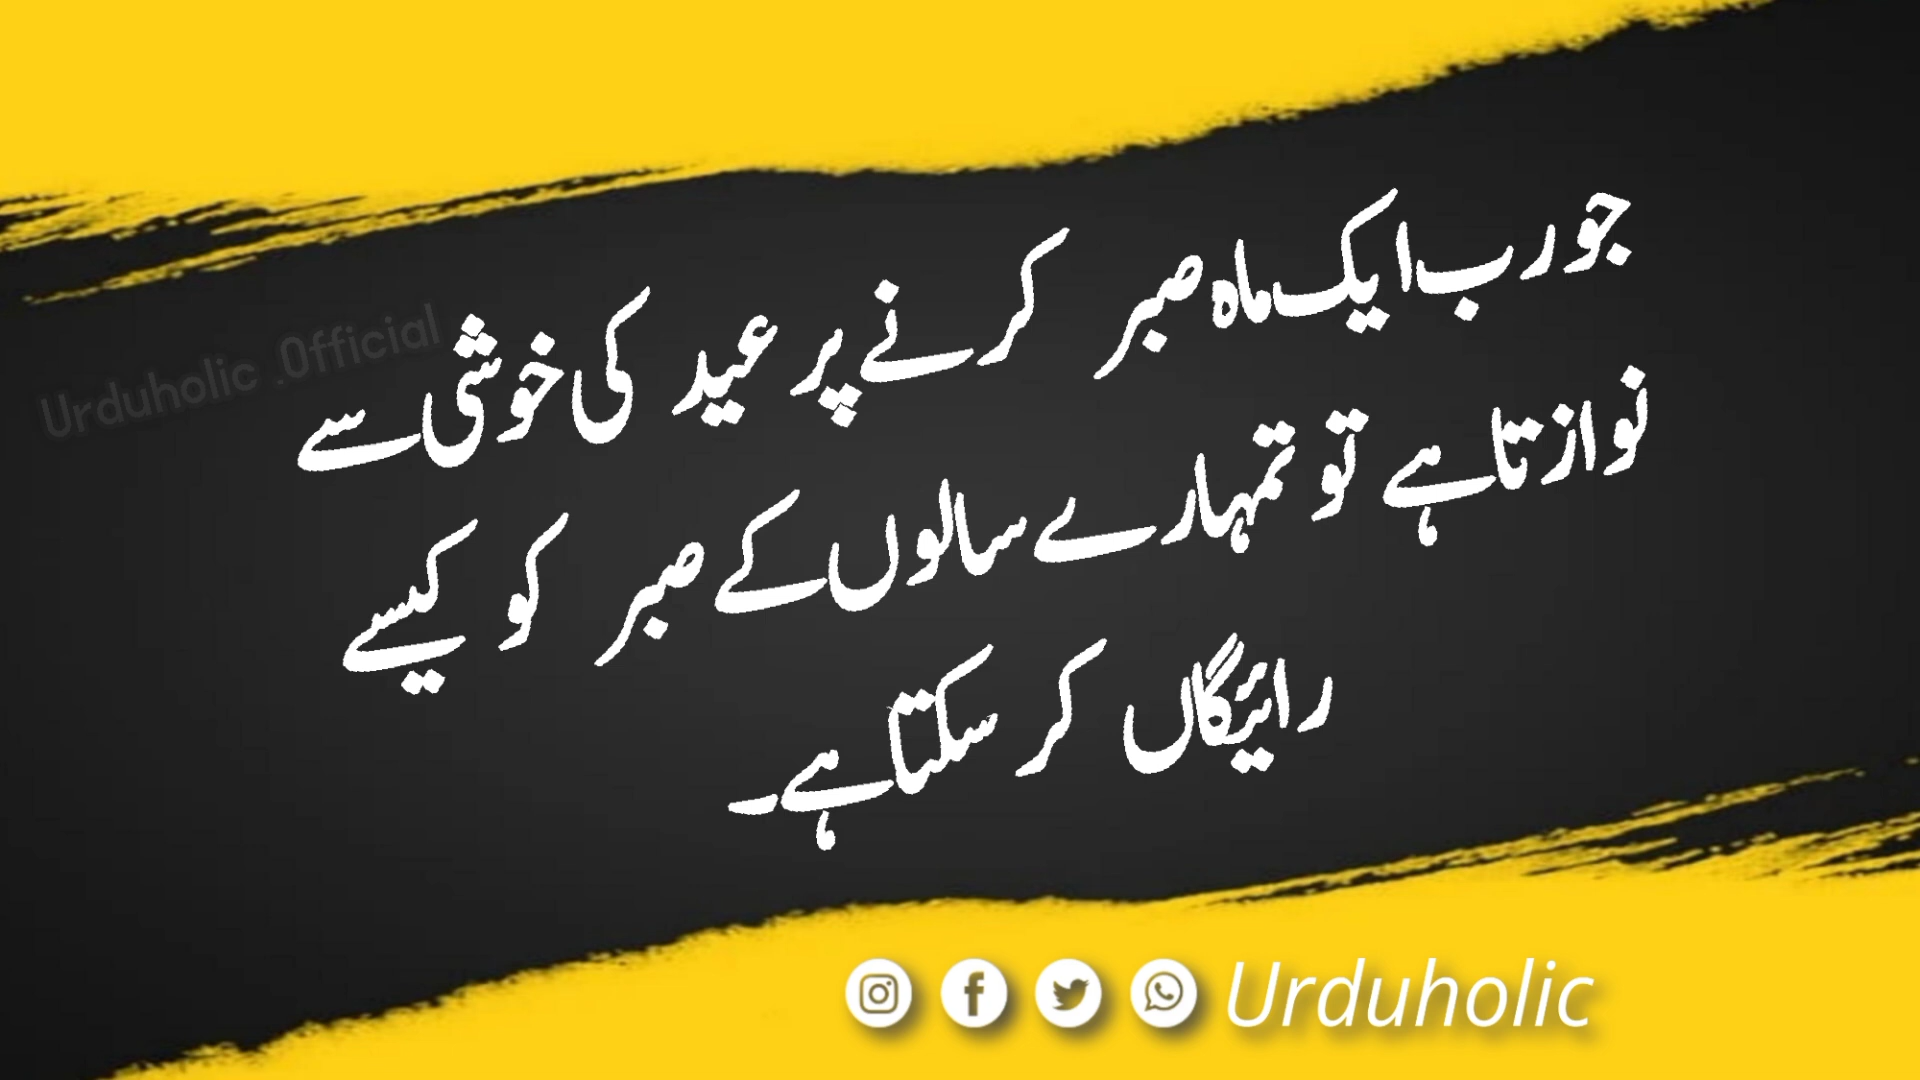 جو رب ایک ماہ صبر کرنے پر عید کی خوشی سے
نوازتا ہے تو تمہارے سالوں کے صبر کو کیسے
رائیگاں کر سکتا ہے۔
Urduholic .Official
Urduholic